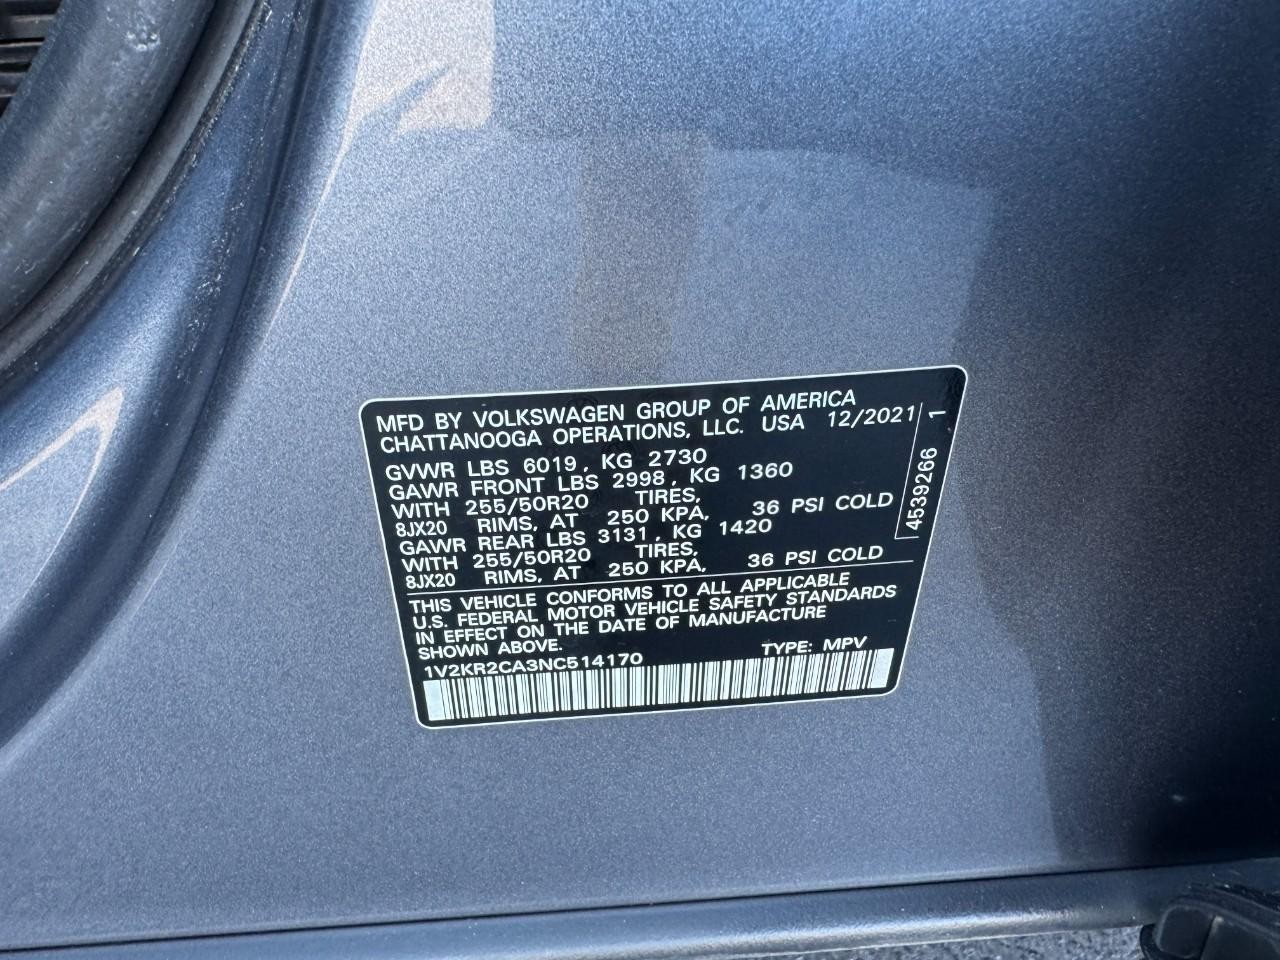 MFD BY VOLKSWAGEN GROUP OF AMERICA
CHATTANOOGA OPERATIONS, LLC. USA 12/2021
GVWR LBS 6019, KG 2730
GAWR FRONT LBS 2998, KG 1360
WITH 255/50R20 TIRES,
8JX20 RIMS, AT 250 KPA, 36 PSI COLD
GAWR REAR LBS 3131, KG 1420
WITH 255/50R20 TIRES,
8JX20 RIMS, AT 250 KPA, 36 PSI COLD
THIS VEHICLE CONFORMS TO ALL APPLICABLE
U.S. FEDERAL MOTOR VEHICLE SAFETY STANDARDS
IN EFFECT ON THE DATE OF MANUFACTURE
SHOWN ABOVE.
TYPE: MPV
1V2KR2CA3NC514170
4539266 1